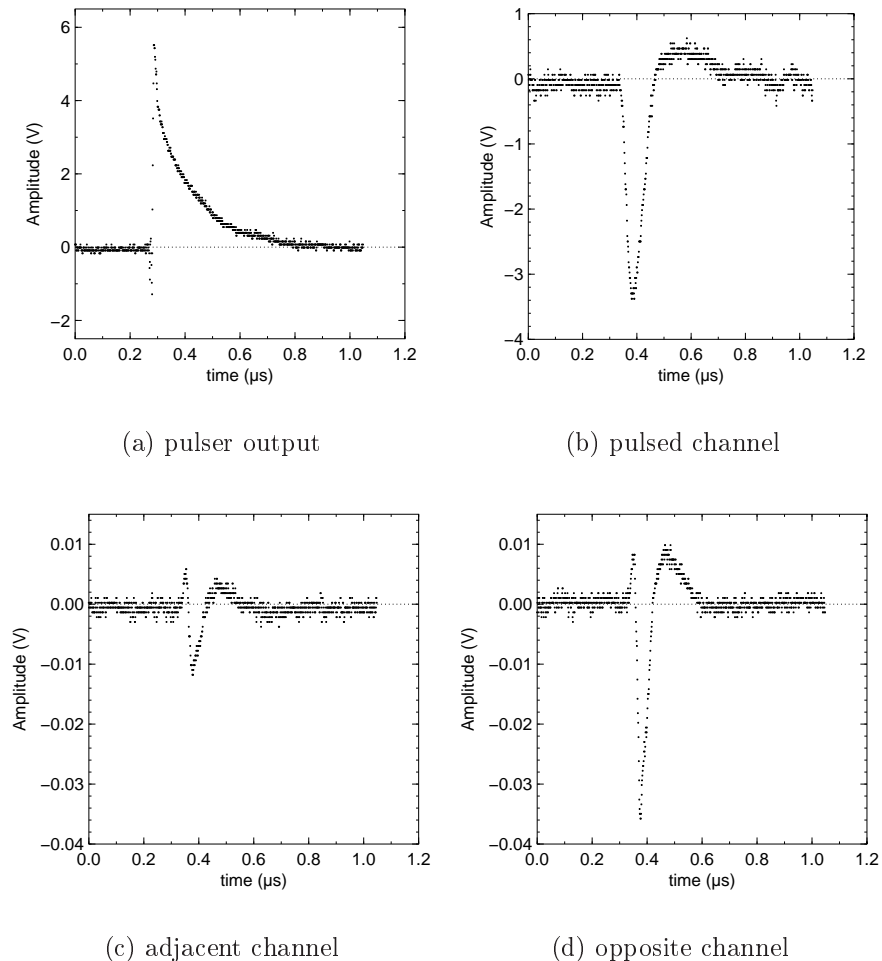 6
4
2
0
−2
0.0 0.2 0.4 0.6 0.8 1.0 1.2
Amplitude (V)
time (μs)
(a) pulser output
1
0
−1
−2
−3
−4
0.0 0.2 0.4 0.6 0.8 1.0 1.2
Amplitude (V)
time (μs)
(b) pulsed channel
0.01
0.00
−0.01
−0.02
−0.03
−0.04
0.0 0.2 0.4 0.6 0.8 1.0 1.2
Amplitude (V)
time (μs)
(c) adjacent channel
0.01
0.00
−0.01
−0.02
−0.03
−0.04
0.0 0.2 0.4 0.6 0.8 1.0 1.2
Amplitude (V)
time (μs)
(d) opposite channel